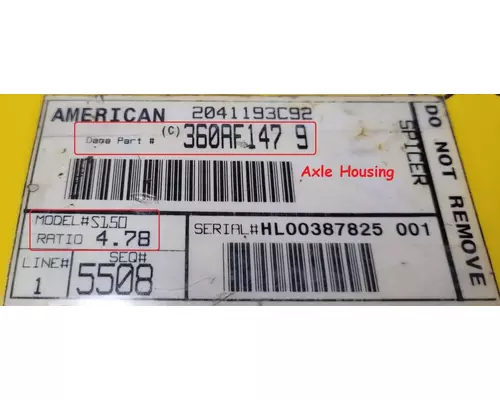 AMERICAN 2041193C92
Dana Part # (C) 360AF147 9
Axle Housing
MODEL# S150
RATIO 4.78
SERIAL# HL00387825 001
LINE# 1
SEQ# 5508
SPICER
DO NOT REMOVE